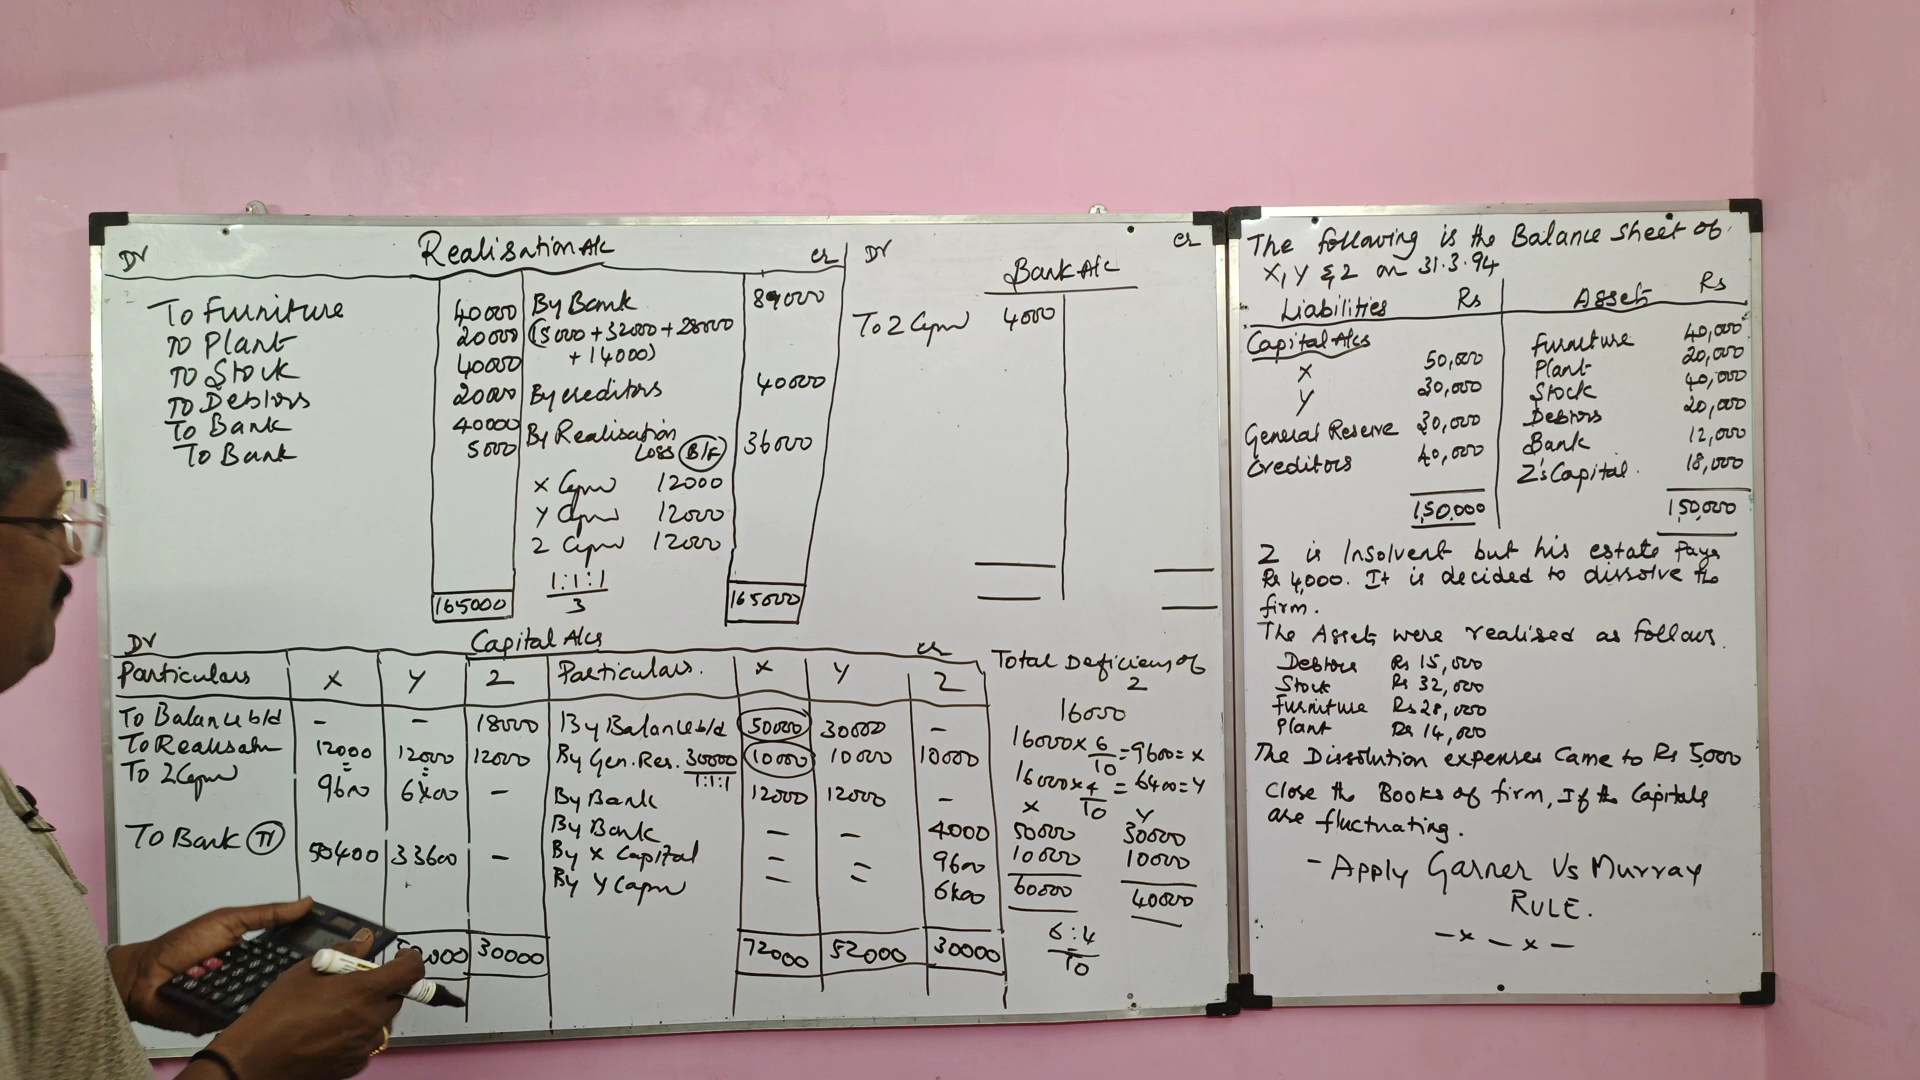 Dr Realisation A/c cr
To Furniture 40000 By Bank 89000
To Plant 20000 (15000+32000+28000
To Stock 40000 +14000)
To Debtors 20000 By creditors 40000
To Bank 40000 By Realisation
To Bank 5000 Loss (B/F) 36000
X Capital 12000
Y Capital 12000
Z Capital 12000
1:1:1
3
165000 165000
Dr Bank A/c cr
To Z Capital 4000
Dr Capital A/cs cr
Particulars X Y Z Particulars. X Y Z
To Balance b/d - - 18000 By Balance b/d 50000 30000 -
To Realisatn 12000 12000 12000 By Gen. Res. 30000 10000 10000 10000
1:1:1
To Z Capital 9600 6400 - By Bank 12000 12000 -
By Bank - - 4000
To Bank 50400 33600 - By X Capital - = 9600
By Y Capital = = 6400
30000 72000 52000 30000
Total Deficiency of
Z
16000
16000 x 6/10 = 9600 = X
16000 x 4/10 = 6400 = Y
X Y
50000 30000
10000 10000
60000 40000
6:4
10
The following is the Balance Sheet of
X, Y & Z on 31.3.94
Liabilities Rs Assets Rs
Capital A/cs Furniture 40,000
X 50,000 Plant 20,000
Y 30,000 Stock 40,000
General Reserve 30,000 Debtors 20,000
Creditors 40,000 Bank 12,000
Z's Capital. 18,000
1,50,000 1,50,000
Z is Insolvent but his estate Pays
Rs 4,000. It is decided to dissolve the
firm.
The Assets were realised as follows.
Debtors Rs 15,000
Stock Rs 32,000
Furniture Rs 28,000
Plant Rs 14,000
The Dissolution expenses Came to Rs 5,000
Close the Books of firm, If the Capitals
are fluctuating.
- Apply Garner Vs Murray
RULE.
-x-x-